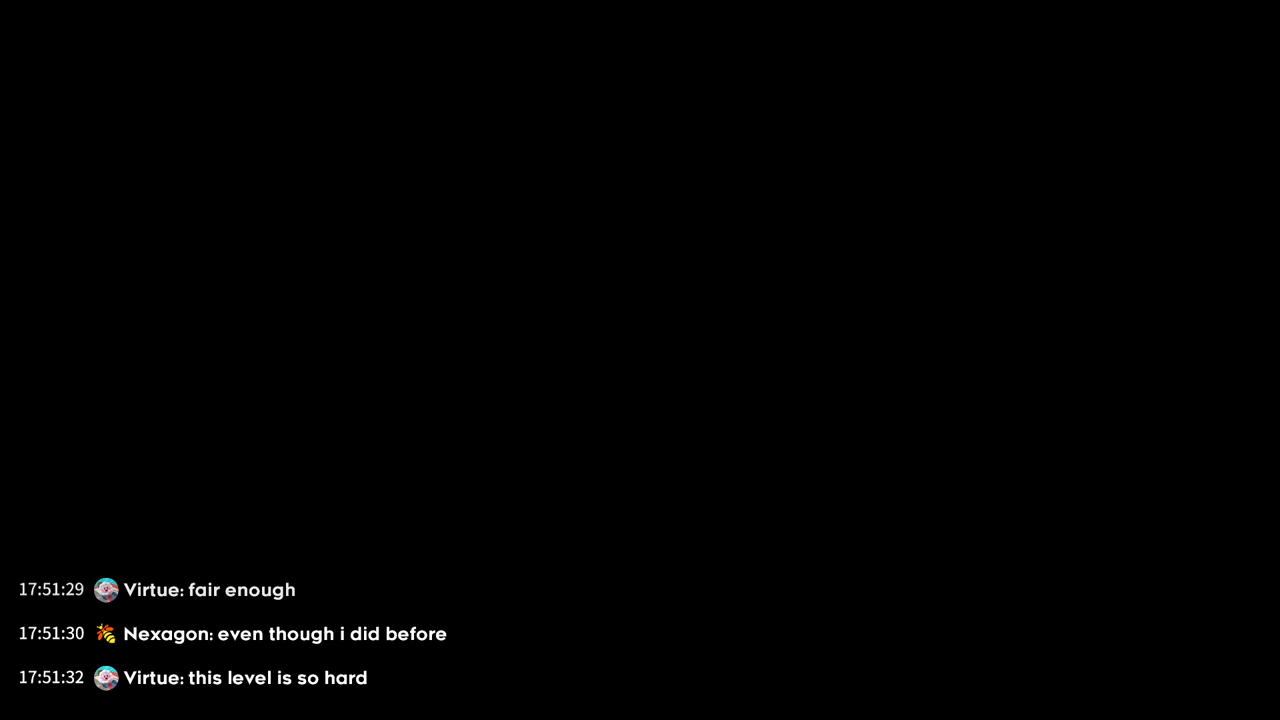 17:51:29 Virtue: fair enough
17:51:30 Nexagon: even though i did before
17:51:32 Virtue: this level is so hard